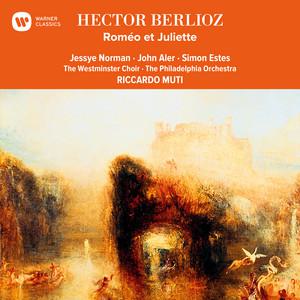 WARNER
CLASSICS
HECTOR BERLIOZ
Roméo et Juliette
Jessye Norman · John Aler · Simon Estes
The Westminster Choir · The Philadelphia Orchestra
RICCARDO MUTI